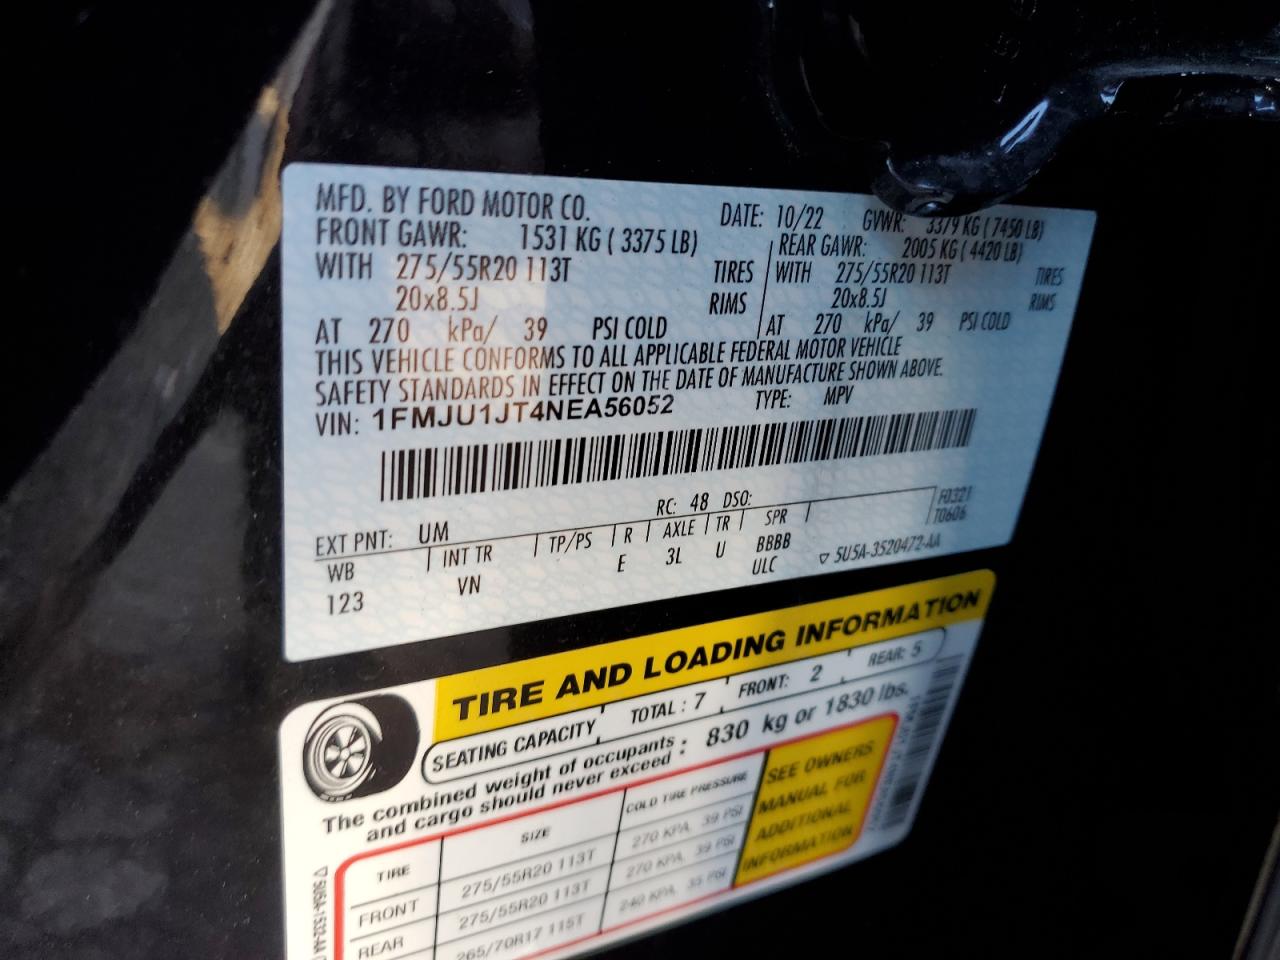 MFD. BY FORD MOTOR CO. DATE: 10/22 GVWR: 3379 KG ( 7450 LB)
FRONT GAWR: 1531 KG ( 3375 LB) REAR GAWR: 2005 KG ( 4420 LB)
WITH 275/55R20 113T TIRES WITH 275/55R20 113T TIRES
20x8.5J RIMS 20x8.5J RIMS
AT 270 kPa/ 39 PSI COLD AT 270 kPa/ 39 PSI COLD
THIS VEHICLE CONFORMS TO ALL APPLICABLE FEDERAL MOTOR VEHICLE
SAFETY STANDARDS IN EFFECT ON THE DATE OF MANUFACTURE SHOWN ABOVE.
VIN: 1FMJU1JT4NEA56052 TYPE: MPV
EXT PNT: UM RC: 48 DSO: F0321
T0606
WB INT TR TP/PS R AXLE TR SPR
123 VN E 3L U BBBB
ULC
▽ 5U5A-3520472-AA
TIRE AND LOADING INFORMATION
SEATING CAPACITY TOTAL : 7 FRONT: 2 REAR: 5
The combined weight of occupants : 830 kg or 1830 lbs.
and cargo should never exceed
TIRE SIZE COLD TIRE PRESSURE
FRONT 275/55R20 113T 270 KPA, 39 PSI
REAR 275/55R20 113T 270 KPA, 39 PSI
265/70R17 115T 240 KPA, 35 PSI
SEE OWNERS
MANUAL FOR
ADDITIONAL
INFORMATION